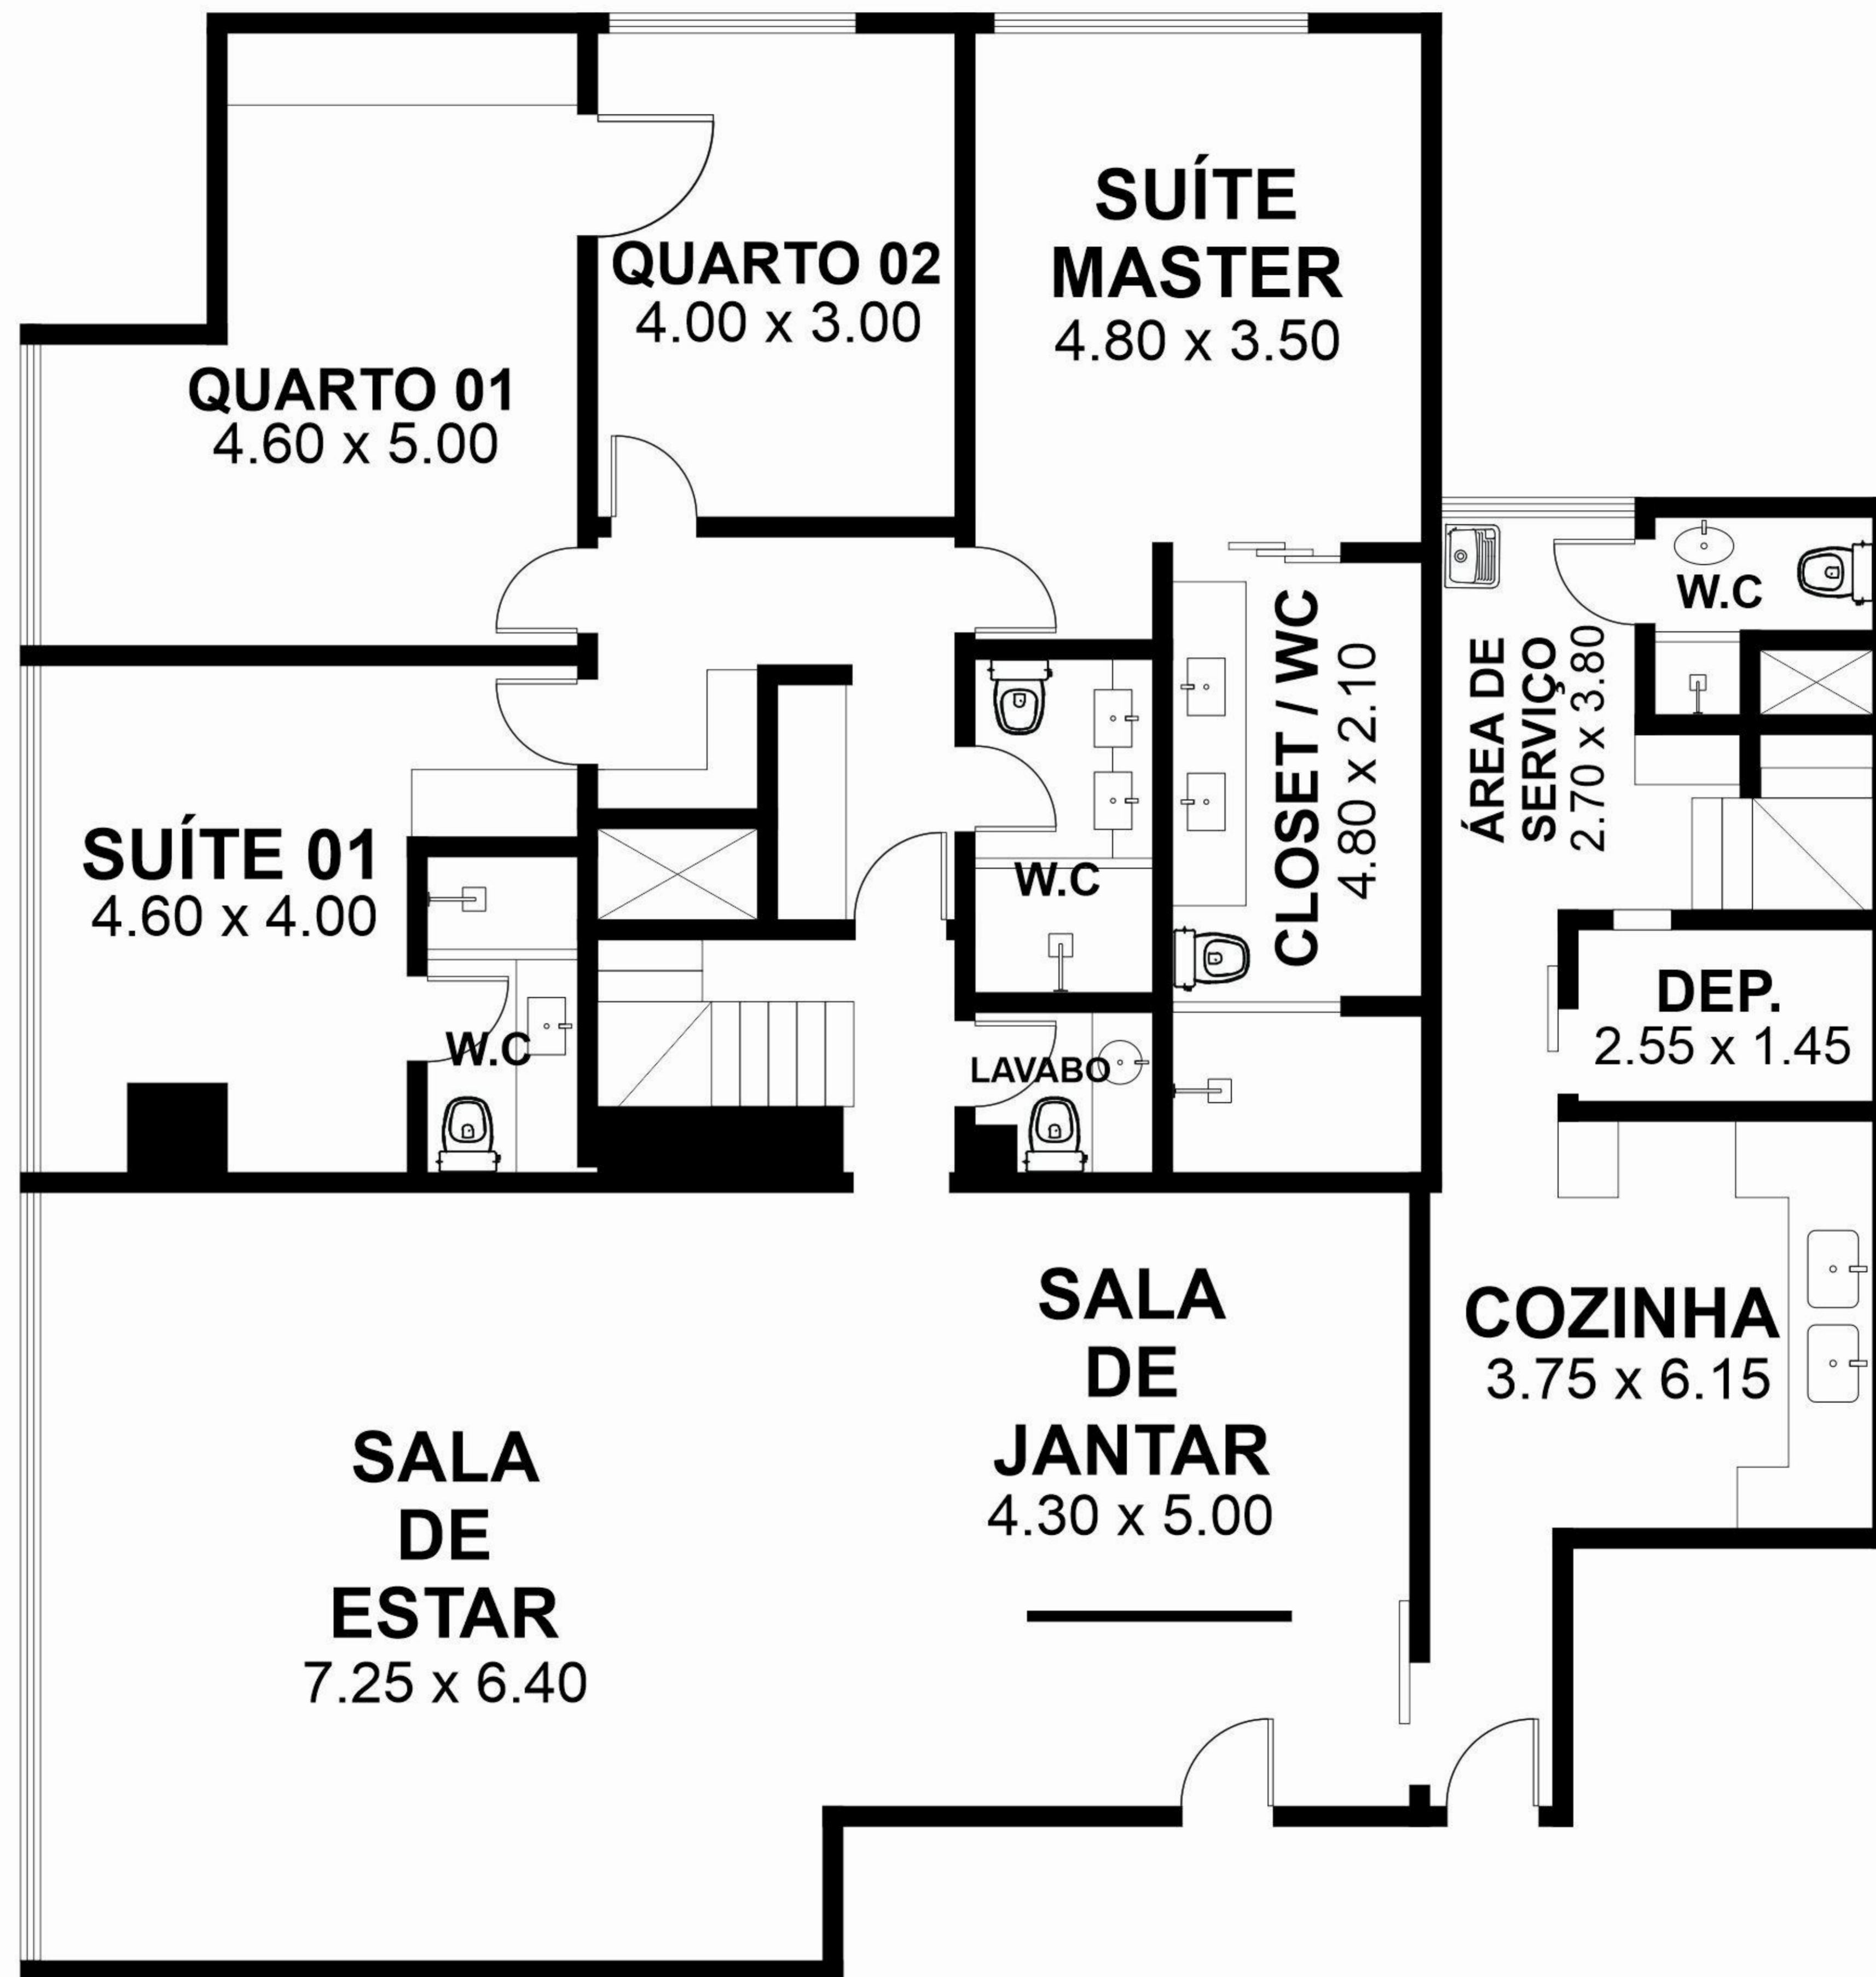 SUÍTE
MASTER
4.80 x 3.50
QUARTO 02
4.00 x 3.00
QUARTO 01
4.60 x 5.00
W.C
ÁREA DE
SERVIÇO
2.70 x 3.80
CLOSET / WC
4.80 x 2.10
SUÍTE 01
4.60 x 4.00
W.C
W.C
LAVABO
DEP.
2.55 x 1.45
SALA
DE
JANTAR
4.30 x 5.00
COZINHA
3.75 x 6.15
SALA
DE
ESTAR
7.25 x 6.40